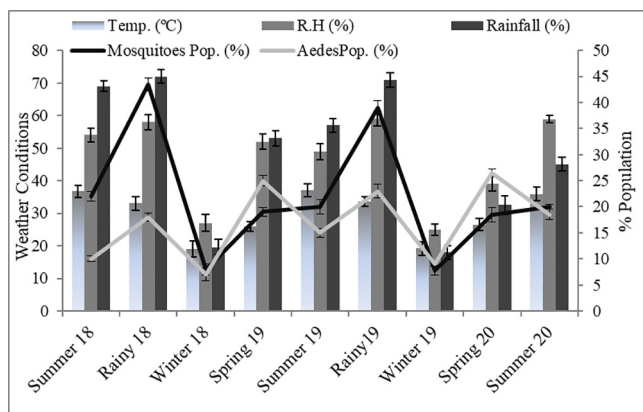 Temp. (ºC) R.H (%) Rainfall (%)
Mosquitoes Pop. (%) AedesPop. (%)
80
70
60
50
40
30
20
10
0
Weather Conditions
50
45
40
35
30
25
20
15
10
5
0
% Population
Summer 18
Rainy 18
Winter 18
Spring 19
Summer 19
Rainy19
Winter 19
Spring 20
Summer 20